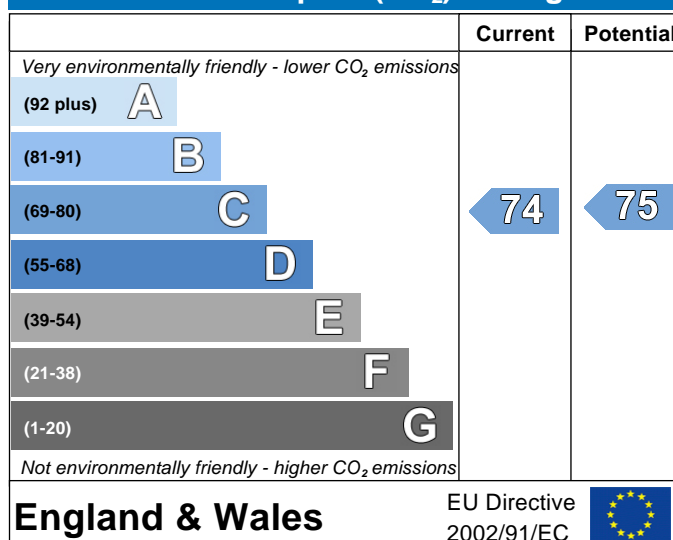 Current Potential
Very environmentally friendly - lower CO₂ emissions
(92 plus) A
(81-91) B
(69-80) C 74 75
(55-68) D
(39-54) E
(21-38) F
(1-20) G
Not environmentally friendly - higher CO₂ emissions
England & Wales
EU Directive
2002/91/EC